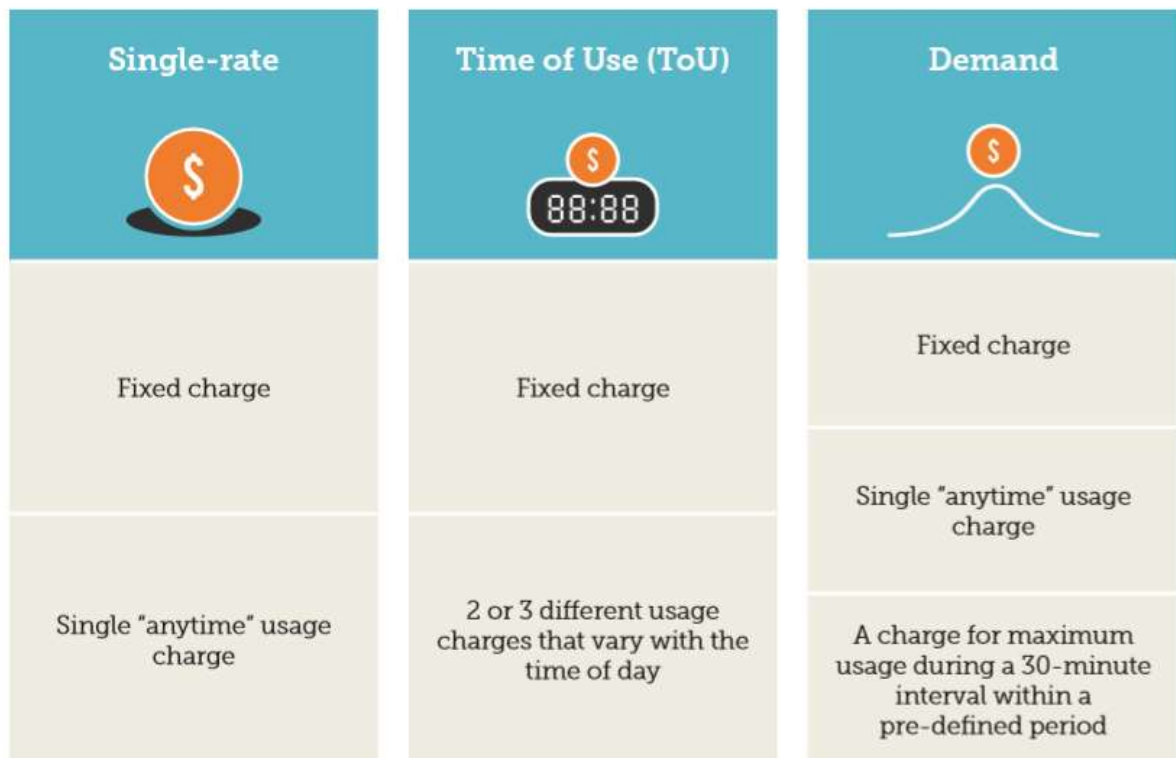 Single-rate
$
Fixed charge
Single "anytime" usage
charge
Time of Use (ToU)
$
88:88
Fixed charge
2 or 3 different usage
charges that vary with the
time of day
Demand
$
Fixed charge
Single "anytime" usage
charge
A charge for maximum
usage during a 30-minute
interval within a
pre-defined period